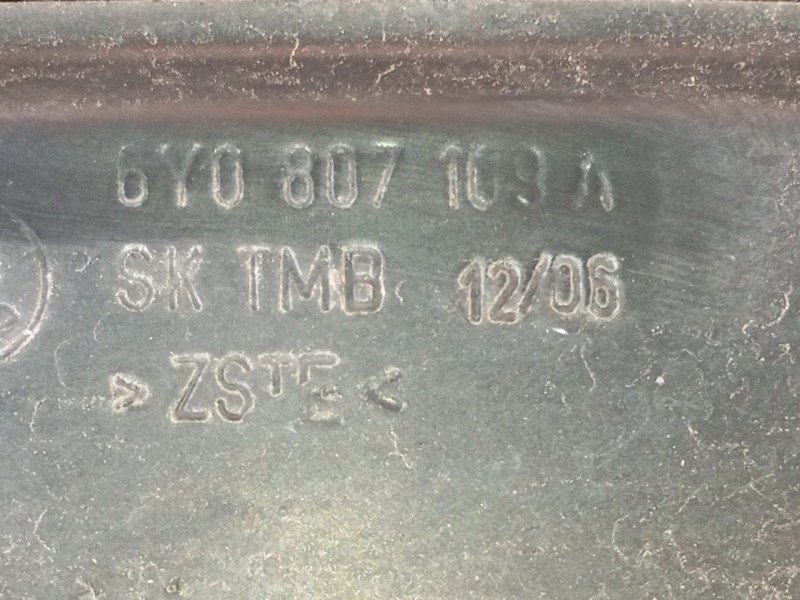 6Y0 807 109 A
SK TMB 12/06
> ZSTE <